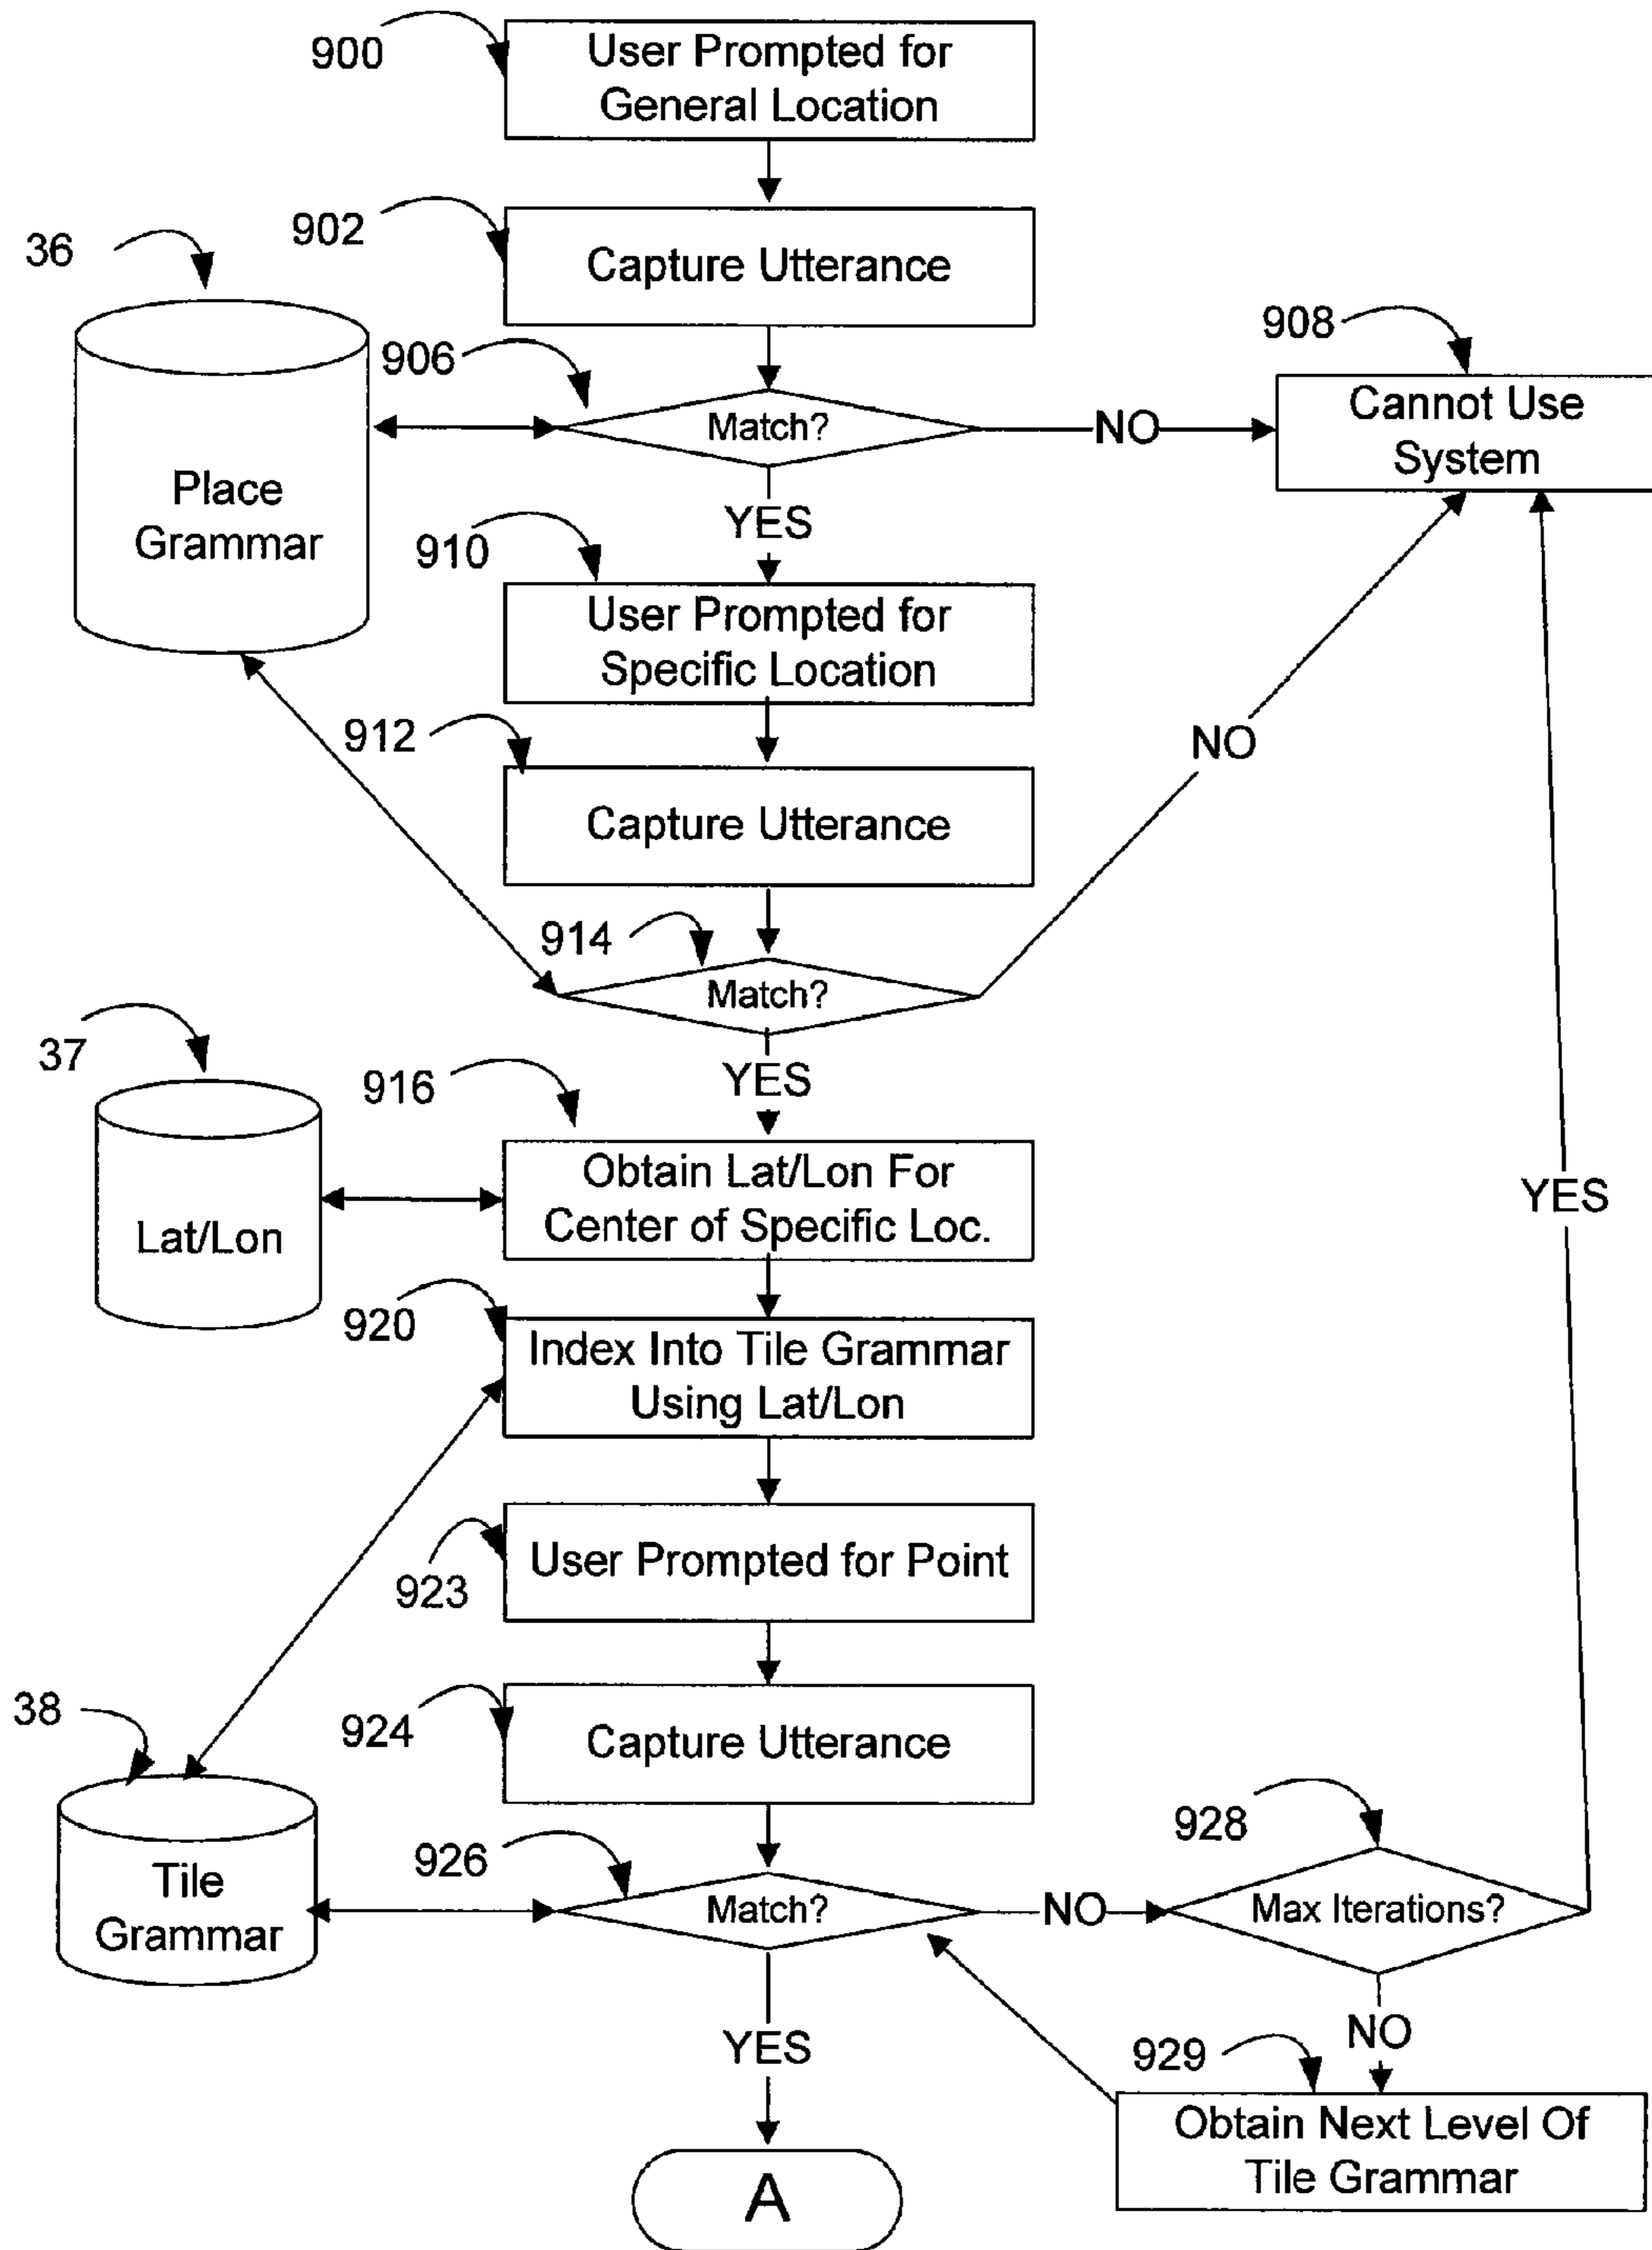 900
User Prompted for
General Location
902
Capture Utterance
36
Place
Grammar
906
Match?
NO
908
Cannot Use
System
YES
910
User Prompted for
Specific Location
912
Capture Utterance
NO
914
Match?
37
Lat/Lon
YES
916
Obtain Lat/Lon For
Center of Specific Loc.
YES
920
Index Into Tile Grammar
Using Lat/Lon
923
User Prompted for Point
38
Tile
Grammar
924
Capture Utterance
926
Match?
NO
928
Max Iterations?
YES
NO
929
Obtain Next Level Of
Tile Grammar
A